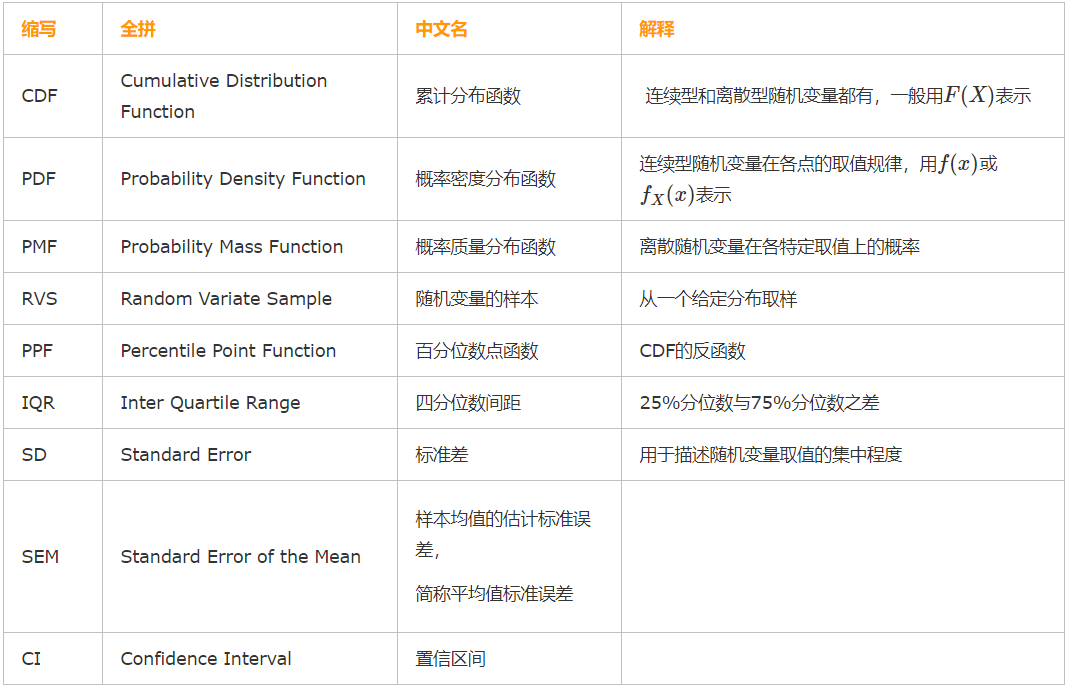 缩写 全拼 中文名 解释
CDF Cumulative Distribution Function 累计分布函数 连续型和离散型随机变量都有，一般用F(X)表示
PDF Probability Density Function 概率密度分布函数 连续型随机变量在各点的取值规律，用f(x)或
f_X(x)表示
PMF Probability Mass Function 概率质量分布函数 离散随机变量在各特定取值上的概率
RVS Random Variate Sample 随机变量的样本 从一个给定分布取样
PPF Percentile Point Function 百分位数点函数 CDF的反函数
IQR Inter Quartile Range 四分位数间距 25%分位数与75%分位数之差
SD Standard Error 标准差 用于描述随机变量取值的集中程度
SEM Standard Error of the Mean 样本均值的估计标准误
差，
简称平均值标准误差
CI Confidence Interval 置信区间